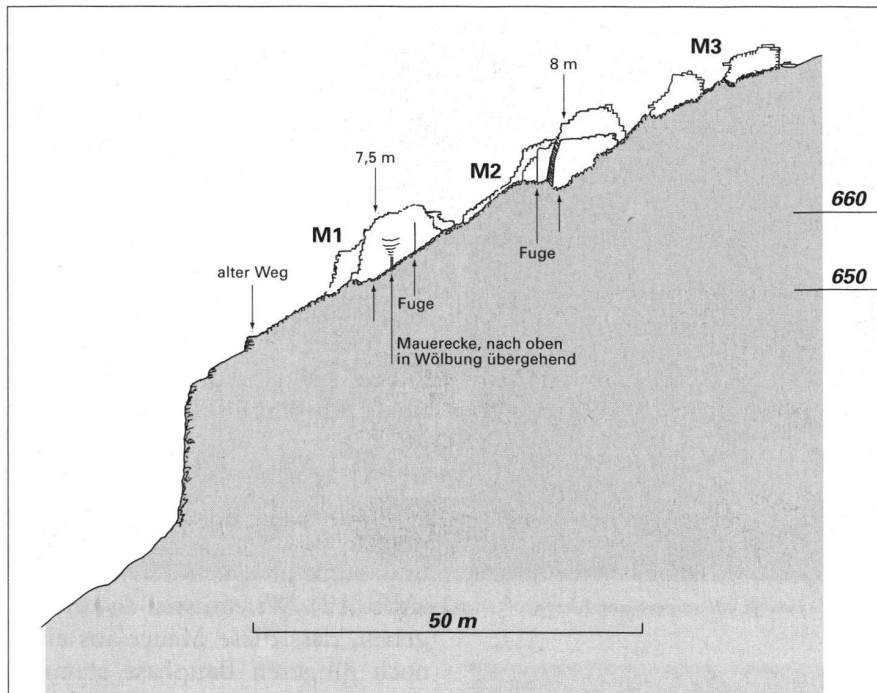 M3
8 m
7,5 m
M2
660
M1
Fuge
alter Weg
650
Fuge
Mauerecke, nach oben
in Wölbung übergehend
50 m